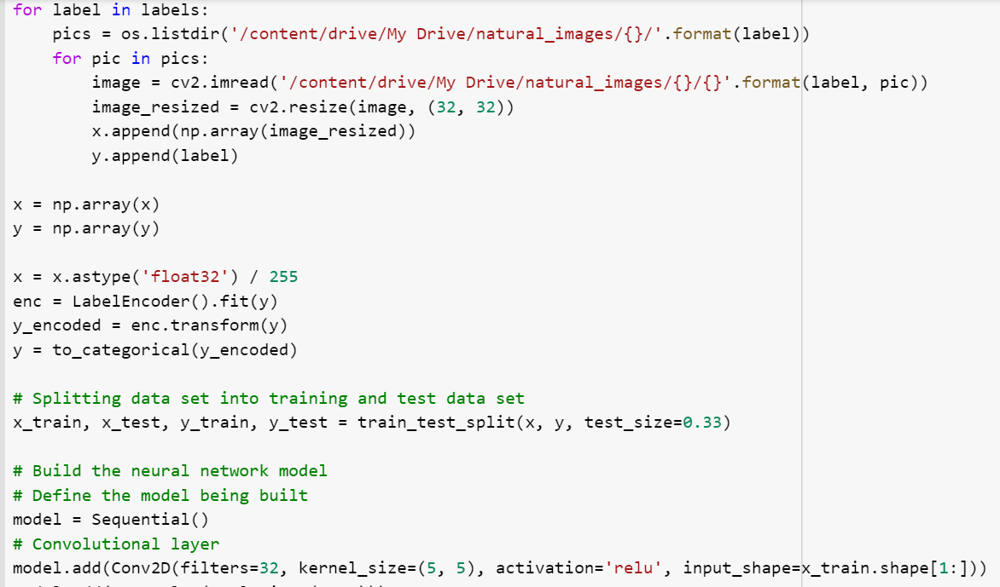 for label in labels:
    pics = os.listdir('/content/drive/My Drive/natural_images/{}/'.format(label))
    for pic in pics:
        image = cv2.imread('/content/drive/My Drive/natural_images/{}/{}'.format(label, pic))
        image_resized = cv2.resize(image, (32, 32))
        x.append(np.array(image_resized))
        y.append(label)
x = np.array(x)
y = np.array(y)
x = x.astype('float32') / 255
enc = LabelEncoder().fit(y)
y_encoded = enc.transform(y)
y = to_categorical(y_encoded)
# Splitting data set into training and test data set
x_train, x_test, y_train, y_test = train_test_split(x, y, test_size=0.33)
# Build the neural network model
# Define the model being built
model = Sequential()
# Convolutional layer
model.add(Conv2D(filters=32, kernel_size=(5, 5), activation='relu', input_shape=x_train.shape[1:]))